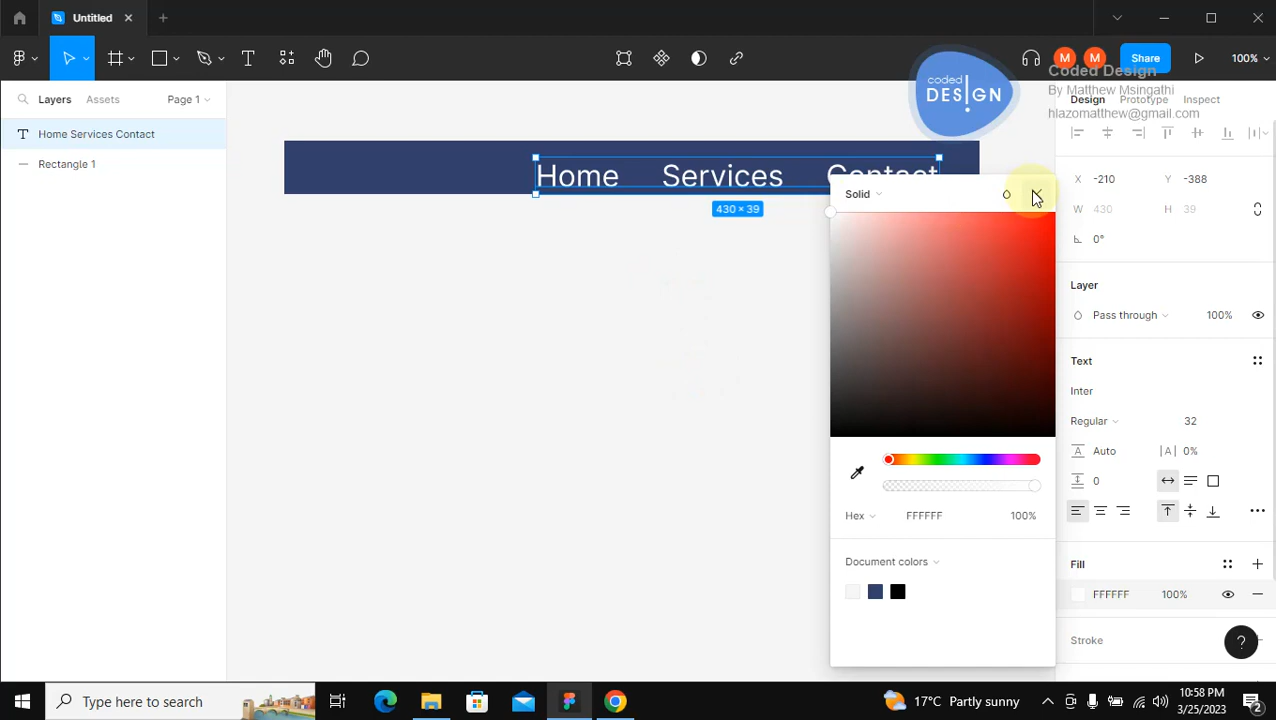 Untitled
Share
100%
coded
DESIGN
Coded Design
By Matthew Msingathi
hlazomatthew@gmail.com
Layers
Assets
Page 1
Design
Prototype
Inspect
Home Services Contact
Rectangle 1
Home Services Contact
430 × 39
Solid
Hex
FFFFFF
100%
Document colors
X
-210
Y
-388
W
430
H
39
0°
Layer
Pass through
100%
Text
Inter
Regular
32
Auto
|A| 0%
0
Fill
FFFFFF
100%
Stroke
?
M
M
Type here to search
17°C Partly sunny
10:58 PM
3/25/2023
2